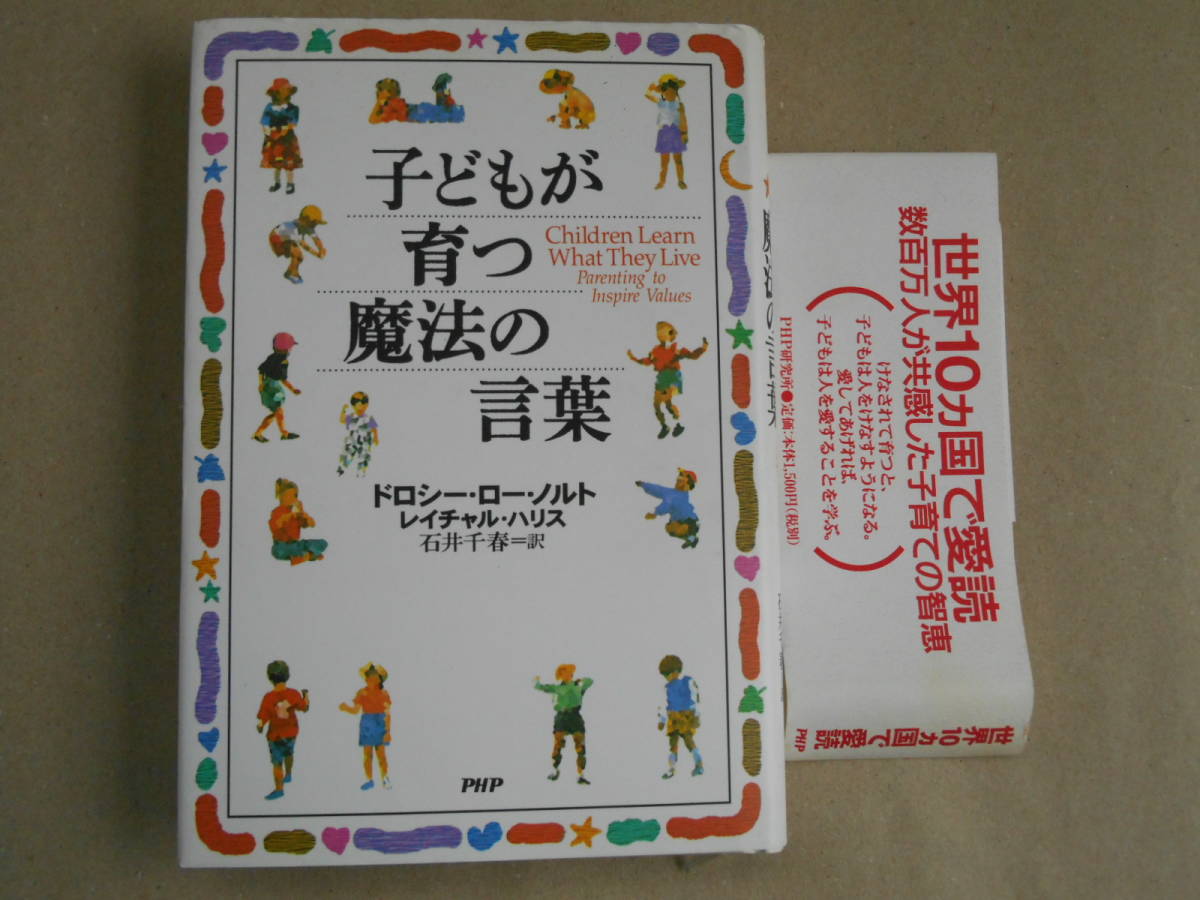 子どもが
育つ
魔法の
言葉
Children Learn
What They Live
Parenting to
Inspire Values
ドロシー・ロー・ノルト
レイチャル・ハリス
石井千春=訳
PHP
世界10カ国で愛読
数百万人が共感した子育ての智恵
けなされて育つと、
子どもは人をけなすようになる。
愛してあげれば、
子どもは人を愛することを学ぶ。
PHP研究所●定価:本体1,500円(税別)
世界10カ国で愛読
PHP